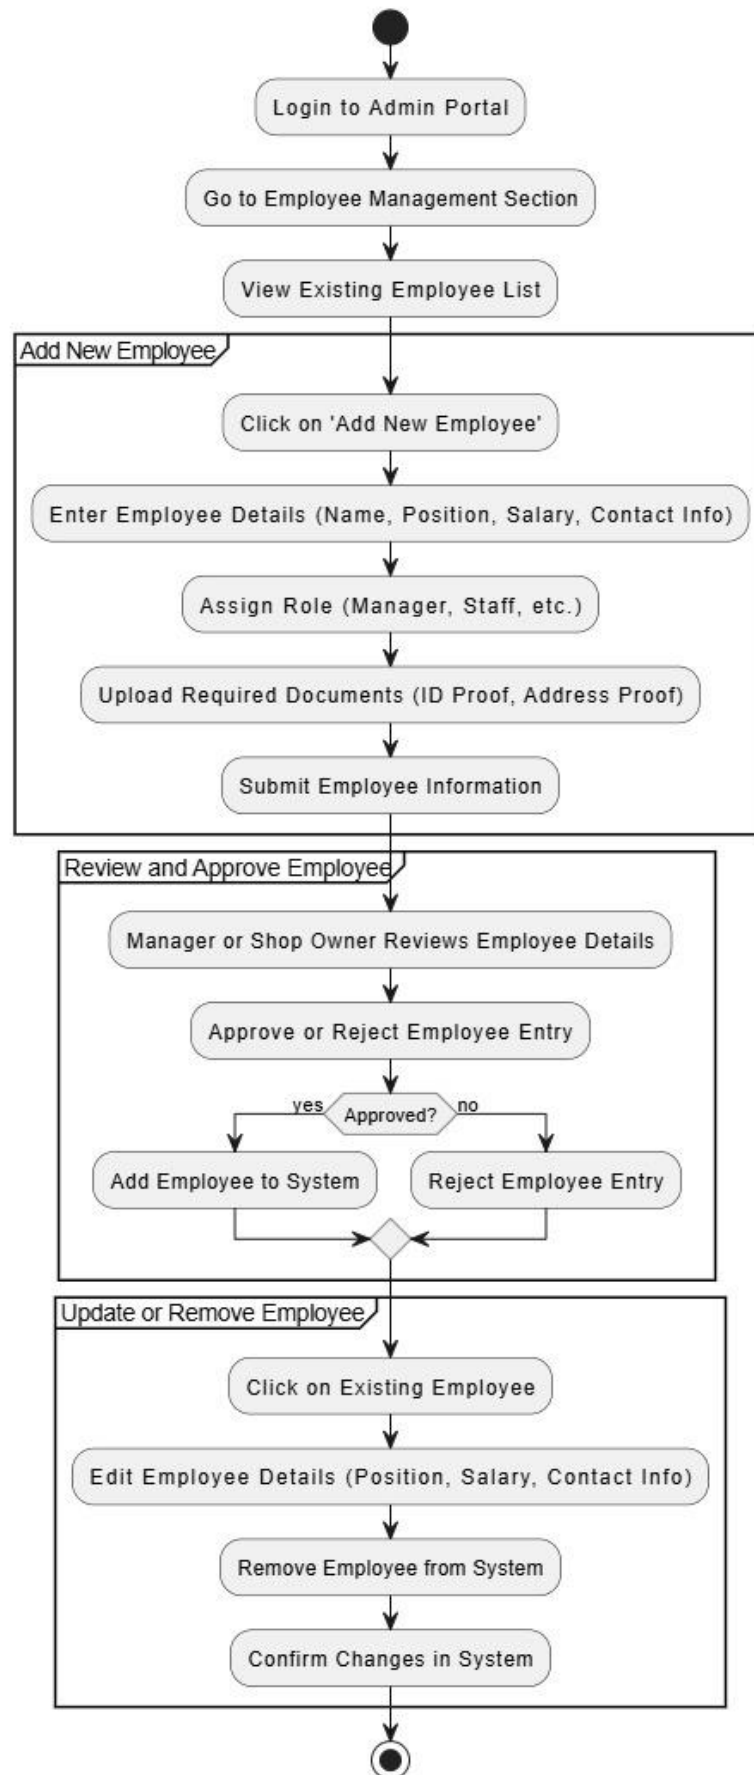 Login to Admin Portal
Go to Employee Management Section
View Existing Employee List
Add New Employee
Click on 'Add New Employee'
Enter Employee Details (Name, Position, Salary, Contact Info)
Assign Role (Manager, Staff, etc.)
Upload Required Documents (ID Proof, Address Proof)
Submit Employee Information
Review and Approve Employee
Manager or Shop Owner Reviews Employee Details
Approve or Reject Employee Entry
yes
Approved?
no
Add Employee to System
Reject Employee Entry
Update or Remove Employee
Click on Existing Employee
Edit Employee Details (Position, Salary, Contact Info)
Remove Employee from System
Confirm Changes in System